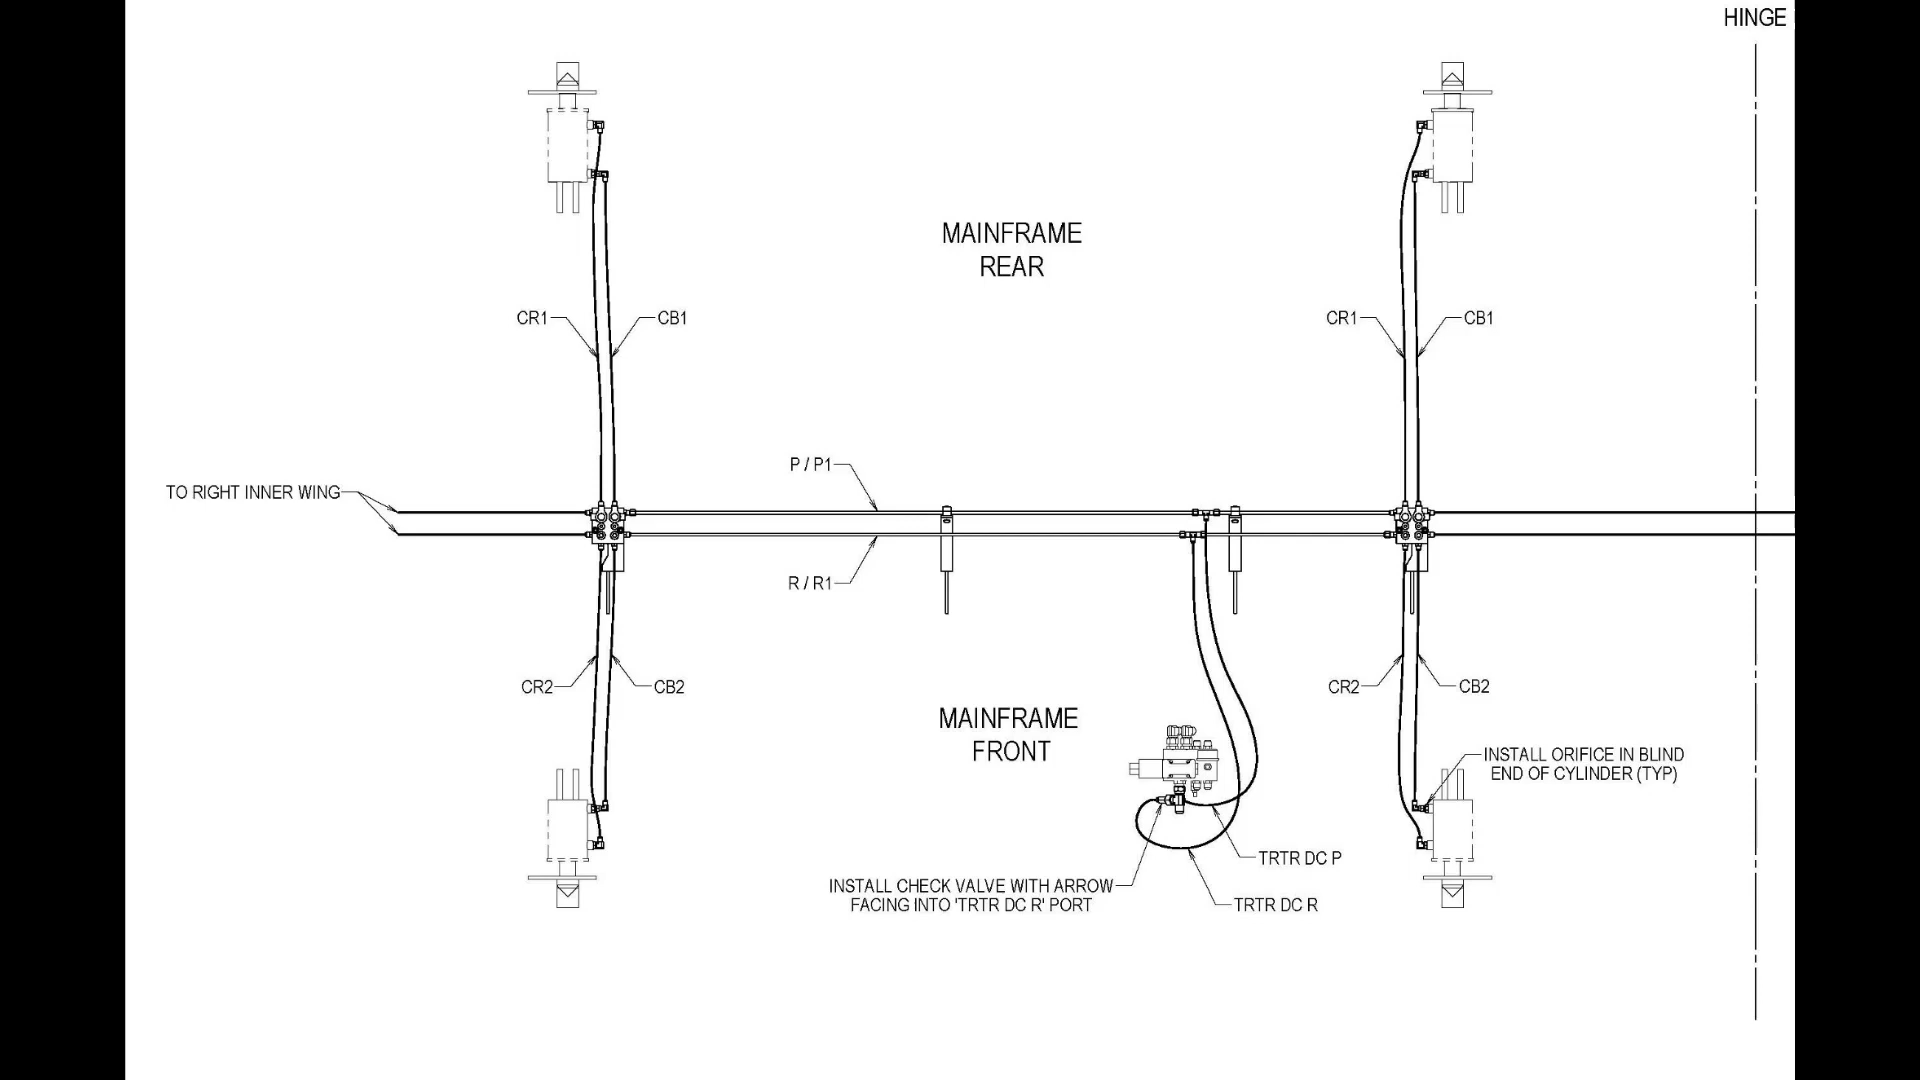 HINGE
MAINFRAME
REAR
CR1
CB1
CR1
CB1
P / P1
TO RIGHT INNER WING
R / R1
CR2
CB2
CR2
CB2
MAINFRAME
FRONT
INSTALL ORIFICE IN BLIND
END OF CYLINDER (TYP)
TRTR DC P
INSTALL CHECK VALVE WITH ARROW
FACING INTO 'TRTR DC R' PORT
TRTR DC R